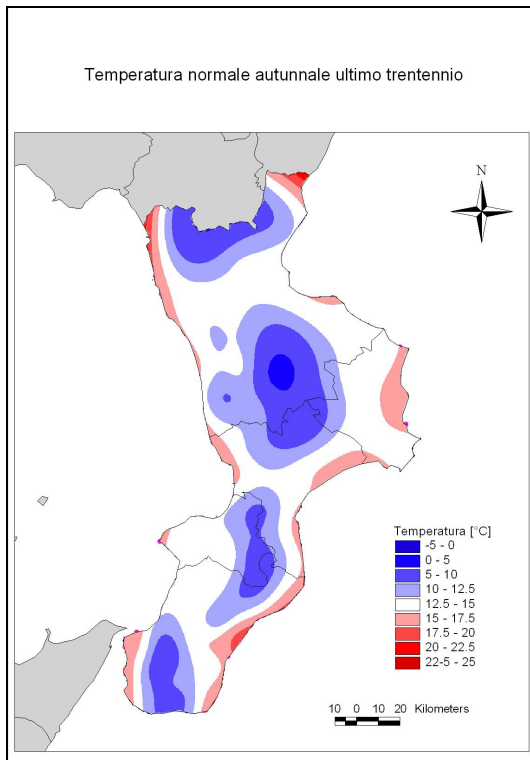 Temperatura normale autunnale ultimo trentennio
N
Temperatura [°C]
-5 - 0
0 - 5
5 - 10
10 - 12.5
12.5 - 15
15 - 17.5
17.5 - 20
20 - 22.5
22-5 - 25
10 0 10 20 Kilometers